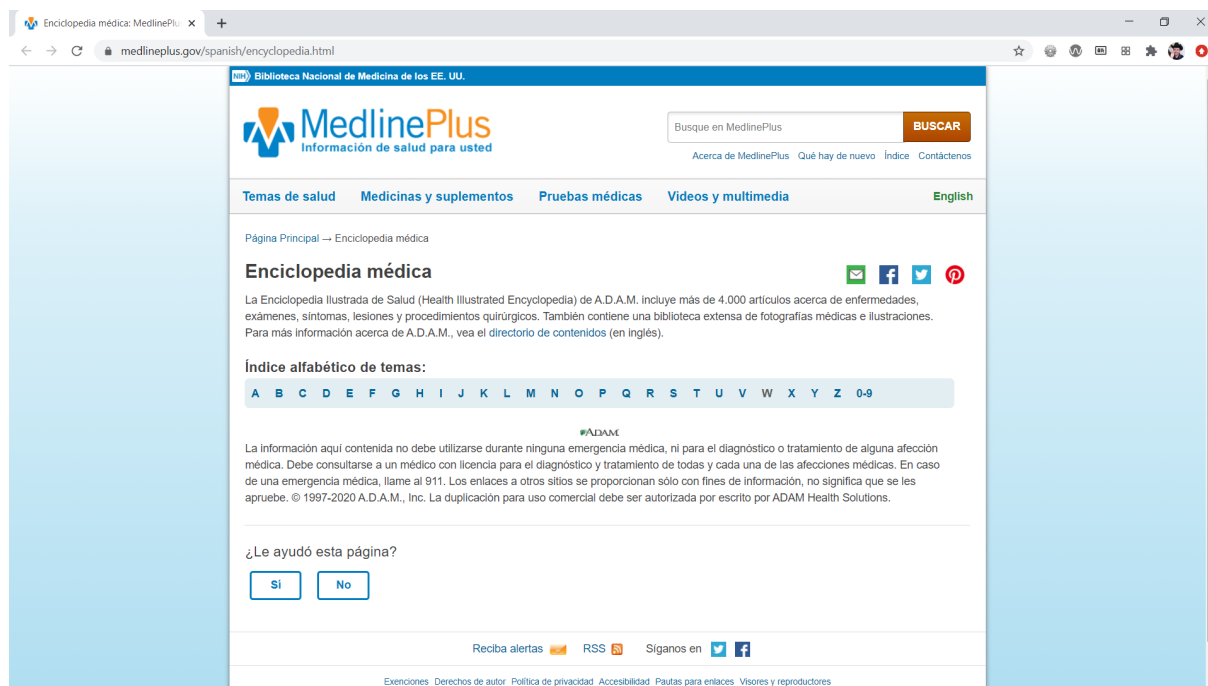 Enciclopedia médica: MedlinePlu
medlineplus.gov/spanish/encyclopedia.html
NIH Biblioteca Nacional de Medicina de los EE. UU.
MedlinePlus
Información de salud para usted
Busque en MedlinePlus BUSCAR
Acerca de MedlinePlus Qué hay de nuevo Índice Contáctenos
Temas de salud Medicinas y suplementos Pruebas médicas Videos y multimedia English
Página Principal → Enciclopedia médica
Enciclopedia médica
La Enciclopedia Ilustrada de Salud (Health Illustrated Encyclopedia) de A.D.A.M. incluye más de 4.000 artículos acerca de enfermedades,
exámenes, síntomas, lesiones y procedimientos quirúrgicos. También contiene una biblioteca extensa de fotografías médicas e ilustraciones.
Para más información acerca de A.D.A.M., vea el directorio de contenidos (en inglés).
Índice alfabético de temas:
A B C D E F G H I J K L M N O P Q R S T U V W X Y Z 0-9
ADAM
La información aquí contenida no debe utilizarse durante ninguna emergencia médica, ni para el diagnóstico o tratamiento de alguna afección
médica. Debe consultarse a un médico con licencia para el diagnóstico y tratamiento de todas y cada una de las afecciones médicas. En caso
de una emergencia médica, llame al 911. Los enlaces a otros sitios se proporcionan sólo con fines de información, no significa que se les
apruebe. © 1997-2020 A.D.A.M., Inc. La duplicación para uso comercial debe ser autorizada por escrito por ADAM Health Solutions.
¿Le ayudó esta página?
Sí No
Reciba alertas RSS Síganos en
Exenciones Derechos de autor Política de privacidad Accesibilidad Pautas para enlaces Visores y reproductores